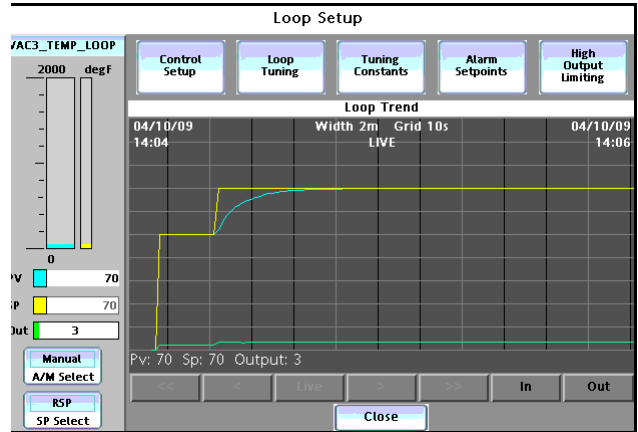 Loop Setup
VAC3_TEMP_LOOP
2000 degF
0
PV 70
SP 70
Out 3
Manual
A/M Select
RSP
SP Select
Control Setup
Loop Tuning
Tuning Constants
Alarm Setpoints
High Output Limiting
Loop Trend
04/10/09 Width 2m Grid 10s 04/10/09
14:04 LIVE 14:06
Pv: 70 Sp: 70 Output: 3
<< < Live > >> In Out
Close